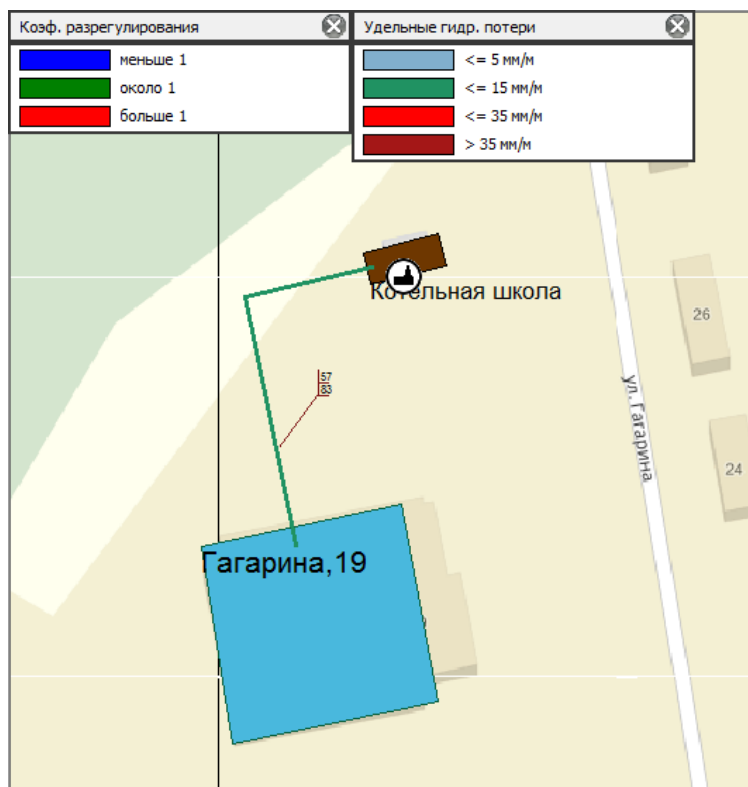 Коэф. разрегулирования
меньше 1
около 1
больше 1
Удельные гидр. потери
<= 5 мм/м
<= 15 мм/м
<= 35 мм/м
> 35 мм/м
Котельная школа
26
57
83
ул. Гагарина
24
Гагарина,19